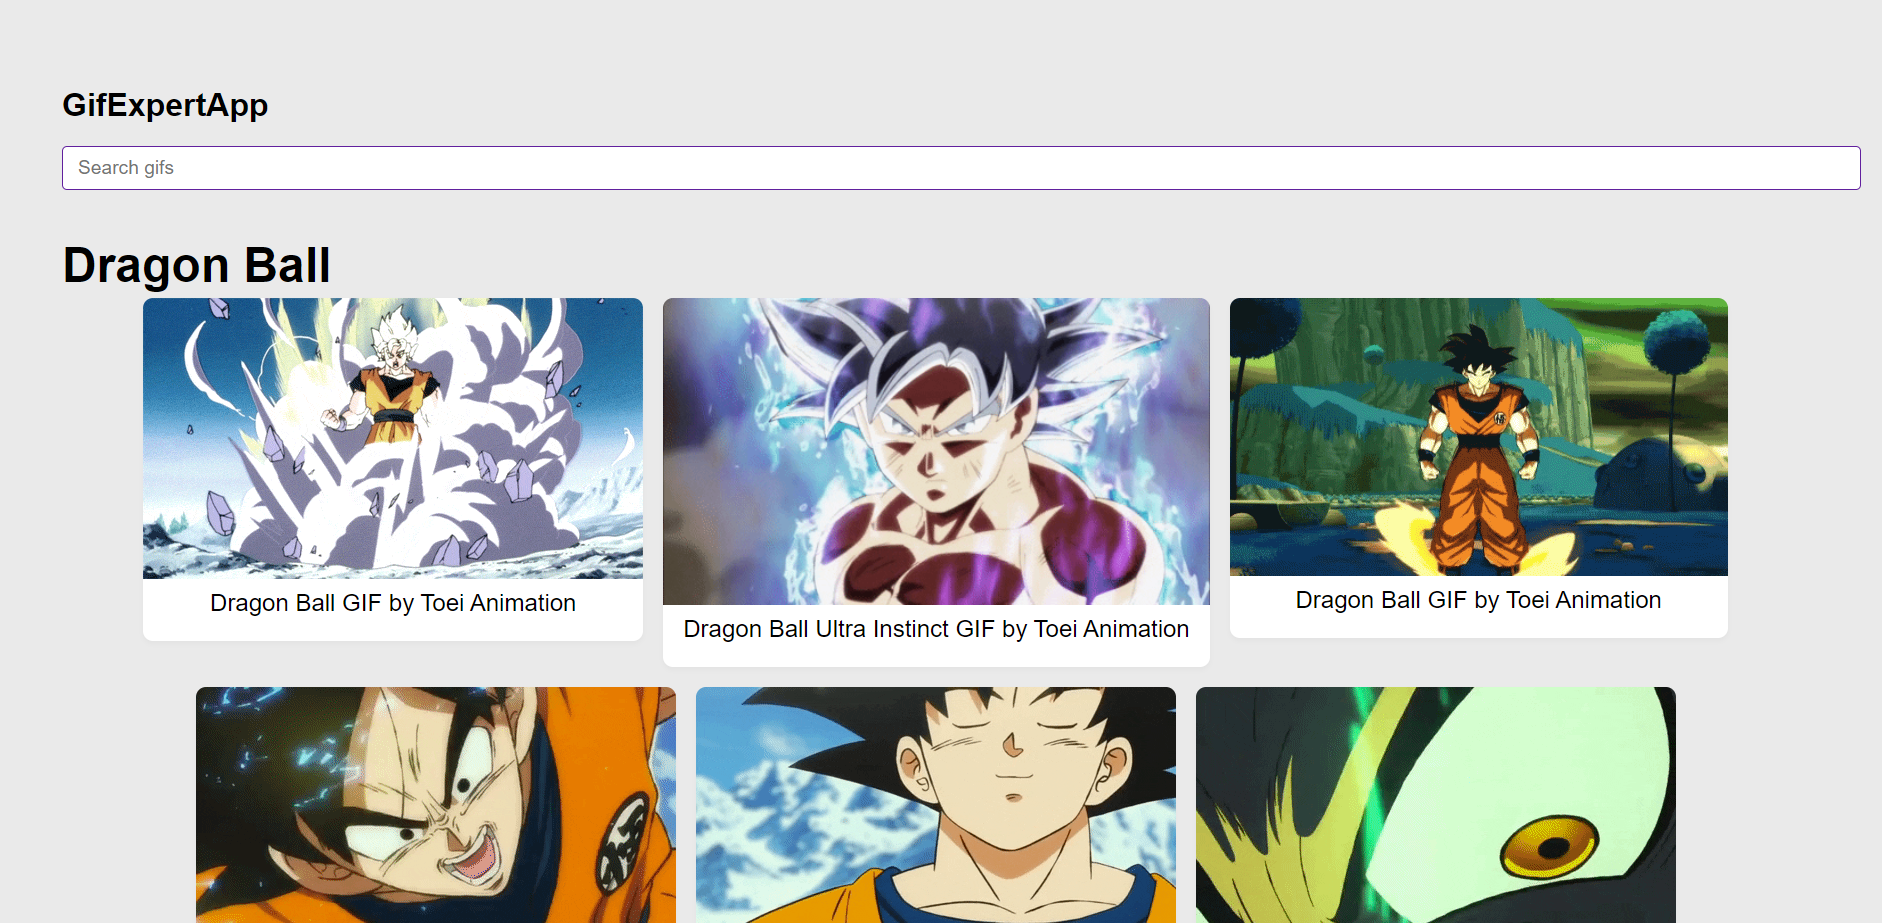 GifExpertApp
Search gifs
Dragon Ball
Dragon Ball GIF by Toei Animation
Dragon Ball Ultra Instinct GIF by Toei Animation
Dragon Ball GIF by Toei Animation